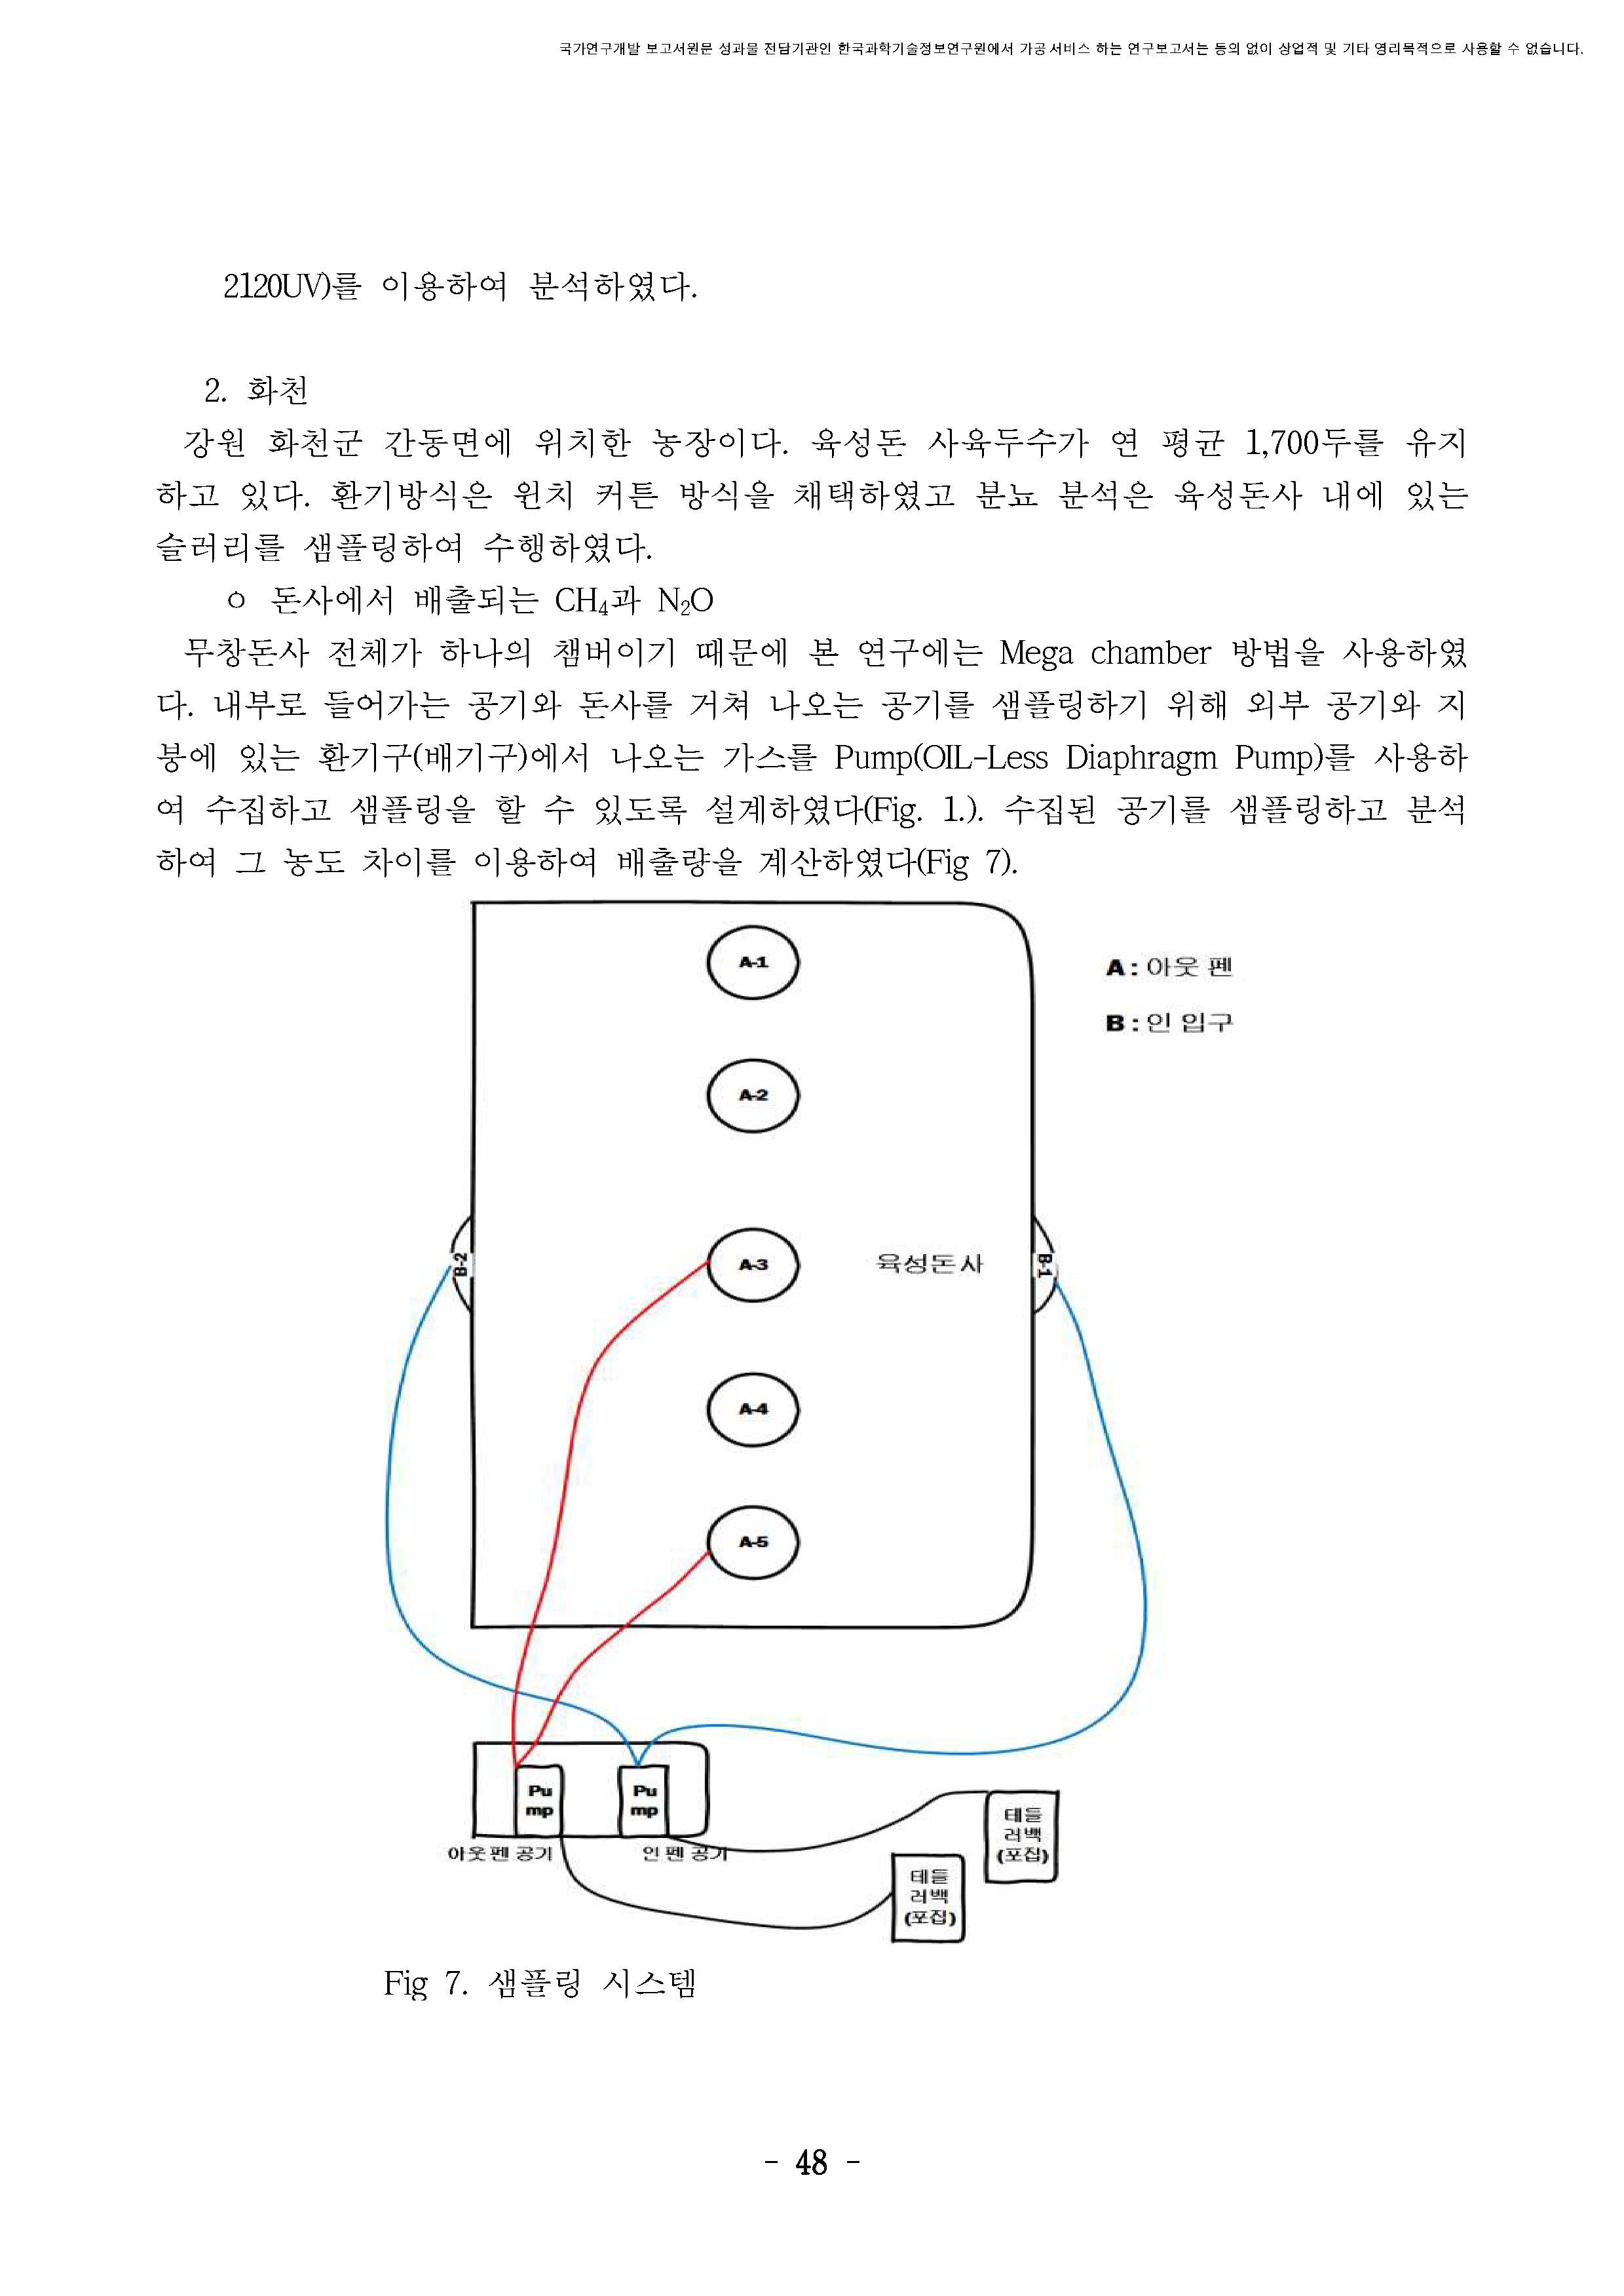 국가연구개발 보고서원문 성과물 전담기관인 한국과학기술정보연구원에서 가공·서비스 하는 연구보고서는 동의 없이 상업적 및 기타 영리목적으로 사용할 수 없습니다.
2120UV)를 이용하여 분석하였다.
2. 화천
강원 화천군 간동면에 위치한 농장이다. 육성돈 사육두수가 연 평균 1,700두를 유지
하고 있다. 환기방식은 윈치 커튼 방식을 채택하였고 분뇨 분석은 육성돈사 내에 있는
슬러리를 샘플링하여 수행하였다.
ㅇ 돈사에서 배출되는 CH₄과 N₂O
무창돈사 전체가 하나의 챔버이기 때문에 본 연구에는 Mega chamber 방법을 사용하였
다. 내부로 들어가는 공기와 돈사를 거쳐 나오는 공기를 샘플링하기 위해 외부 공기와 지
붕에 있는 환기구(배기구)에서 나오는 가스를 Pump(OIL-Less Diaphragm Pump)를 사용하
여 수집하고 샘플링을 할 수 있도록 설계하였다(Fig. 1.). 수집된 공기를 샘플링하고 분석
하여 그 농도 차이를 이용하여 배출량을 계산하였다(Fig 7).
A-1
A : 아웃 펜
B : 인 입구
A-2
B-2
A-3
육성돈사
B-1
A-4
A-5
Pu
mp
Pu
mp
아웃 펜 공기
인 펜 공기
테들
러백
(포집)
테들
러백
(포집)
Fig 7. 샘플링 시스템
- 48 -